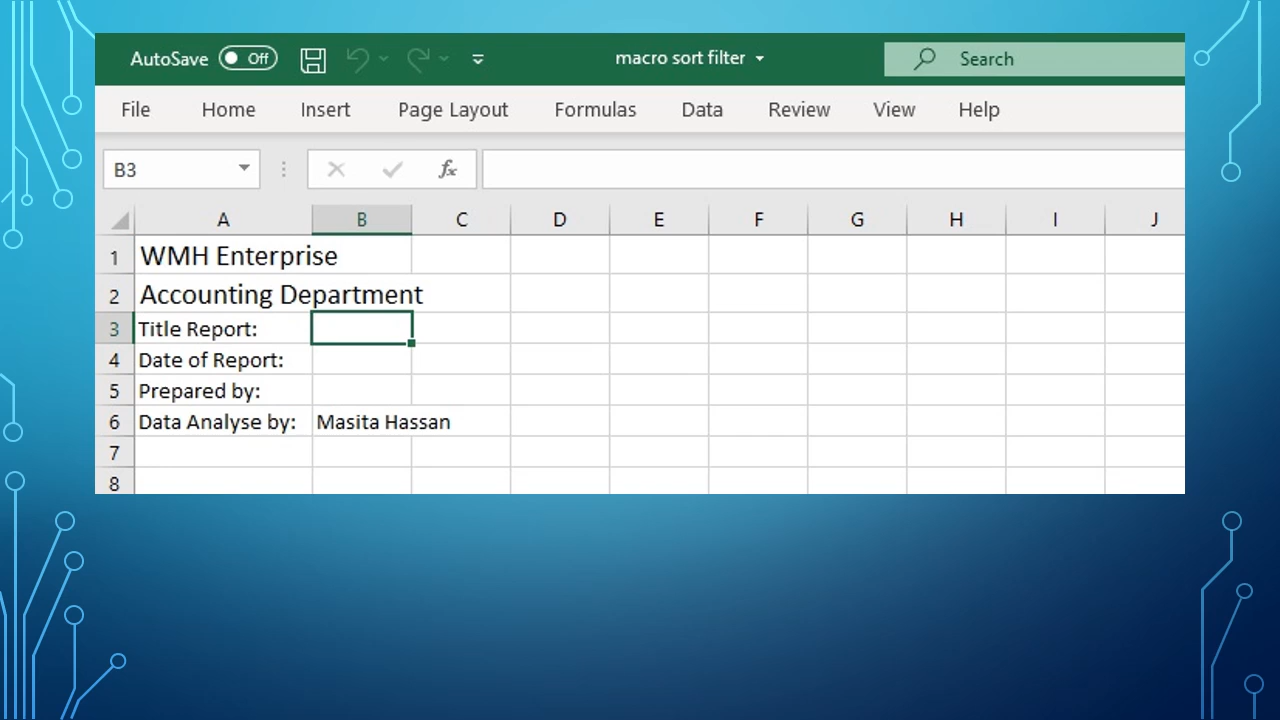 AutoSave Off macro sort filter Search
File Home Insert Page Layout Formulas Data Review View Help
B3 fx
A B C D E F G H I J
1 WMH Enterprise
2 Accounting Department
3 Title Report:
4 Date of Report:
5 Prepared by:
6 Data Analyse by: Masita Hassan
7
8